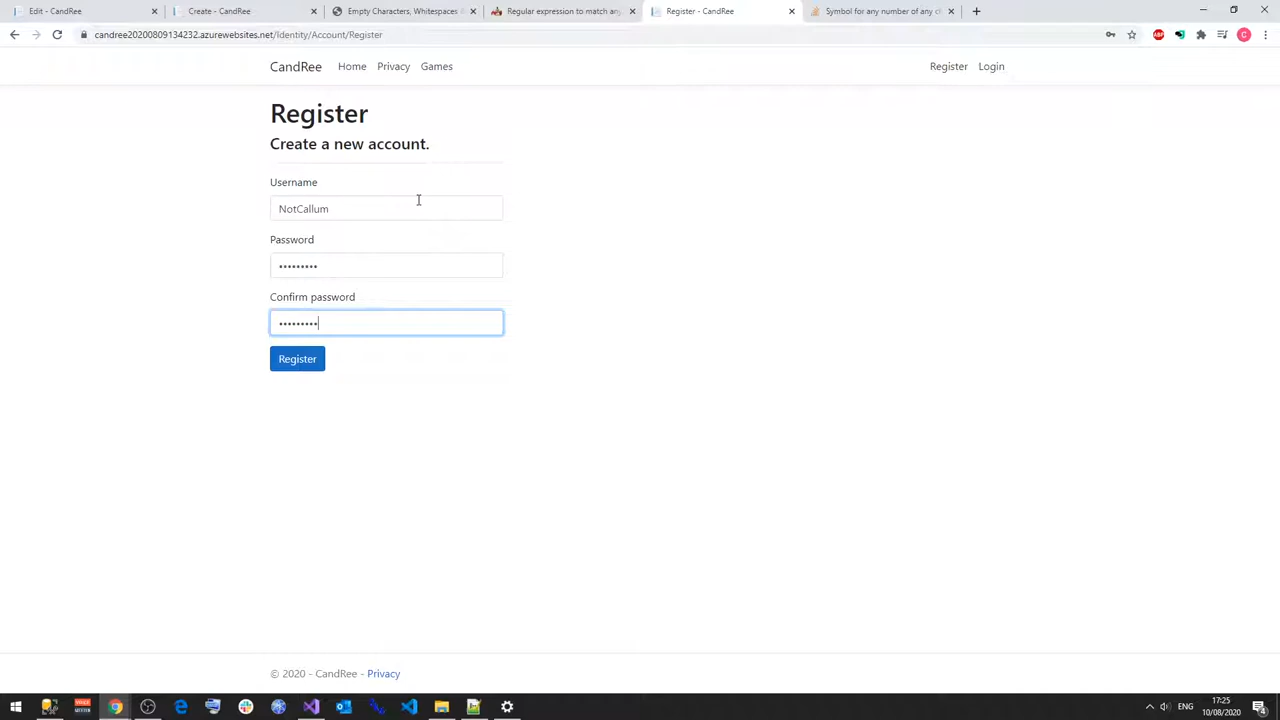 Edit - CandRee
Create - CandRee
Empty Characters, Whitespaces
Regular expression to match any
Register - CandRee
Symbol for any number of any c
candree20200809134232.azurewebsites.net/Identity/Account/Register
CandRee Home Privacy Games Register Login
Register
Create a new account.
Username
NotCallum
Password
•••••••••
Confirm password
•••••••••
Register
© 2020 - CandRee - Privacy
ENG
17:25
10/08/2020